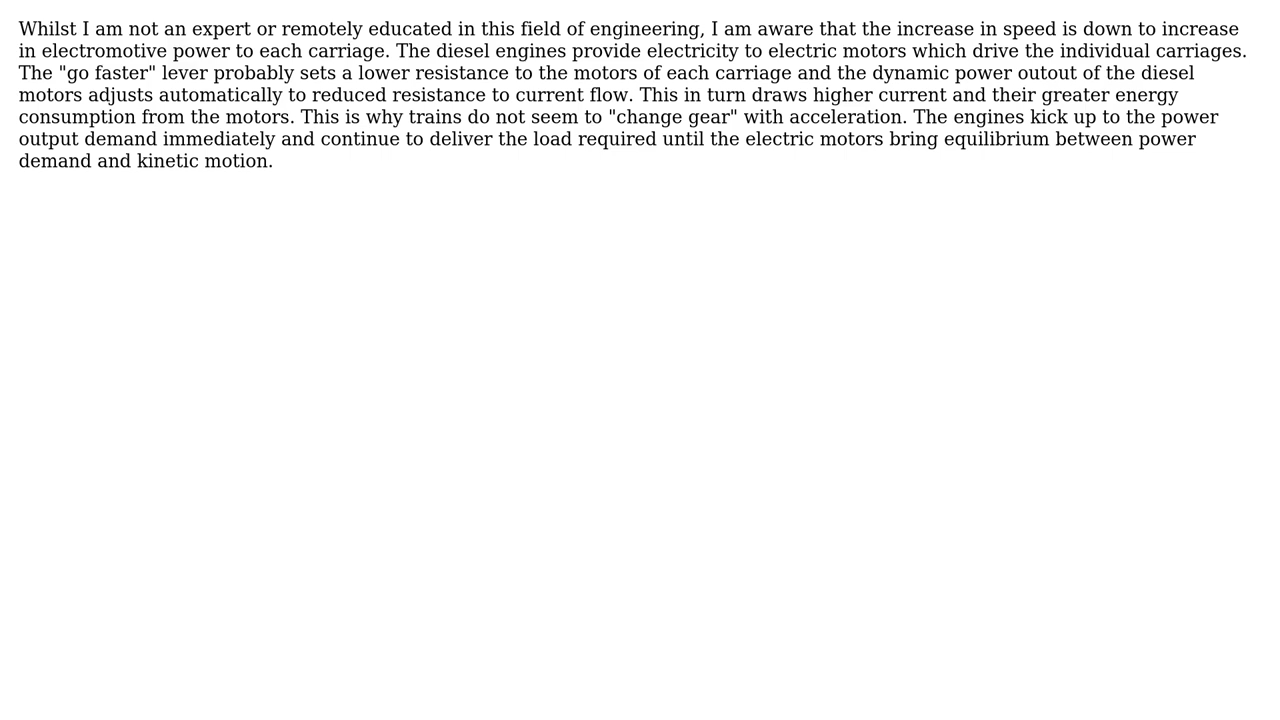 Whilst I am not an expert or remotely educated in this field of engineering, I am aware that the increase in speed is down to increase
in electromotive power to each carriage. The diesel engines provide electricity to electric motors which drive the individual carriages.
The "go faster" lever probably sets a lower resistance to the motors of each carriage and the dynamic power outout of the diesel
motors adjusts automatically to reduced resistance to current flow. This in turn draws higher current and their greater energy
consumption from the motors. This is why trains do not seem to "change gear" with acceleration. The engines kick up to the power
output demand immediately and continue to deliver the load required until the electric motors bring equilibrium between power
demand and kinetic motion.